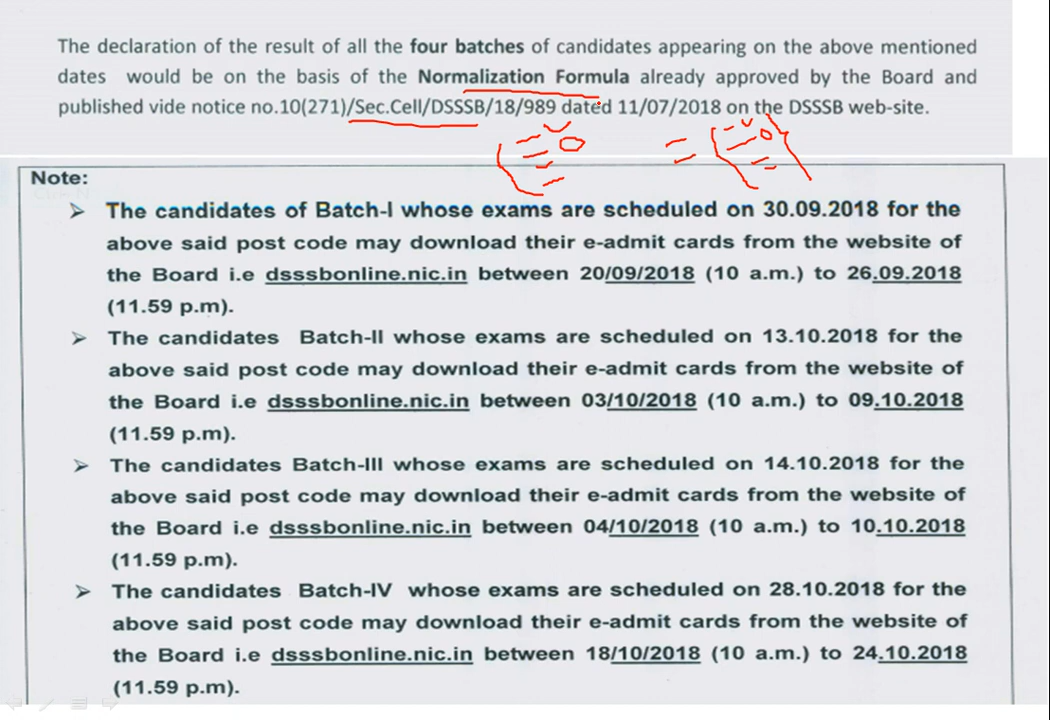 The declaration of the result of all the four batches of candidates appearing on the above mentioned
dates would be on the basis of the Normalization Formula already approved by the Board and
published vide notice no.10(271)/Sec.Cell/DSSSB/18/989 dated 11/07/2018 on the DSSSB web-site.
Note:
➢ The candidates of Batch-I whose exams are scheduled on 30.09.2018 for the
above said post code may download their e-admit cards from the website of
the Board i.e dsssbonline.nic.in between 20/09/2018 (10 a.m.) to 26.09.2018
(11.59 p.m).
➢ The candidates Batch-II whose exams are scheduled on 13.10.2018 for the
above said post code may download their e-admit cards from the website of
the Board i.e dsssbonline.nic.in between 03/10/2018 (10 a.m.) to 09.10.2018
(11.59 p.m).
➢ The candidates Batch-III whose exams are scheduled on 14.10.2018 for the
above said post code may download their e-admit cards from the website of
the Board i.e dsssbonline.nic.in between 04/10/2018 (10 a.m.) to 10.10.2018
(11.59 p.m).
➢ The candidates Batch-IV whose exams are scheduled on 28.10.2018 for the
above said post code may download their e-admit cards from the website of
the Board i.e dsssbonline.nic.in between 18/10/2018 (10 a.m.) to 24.10.2018
(11.59 p.m).